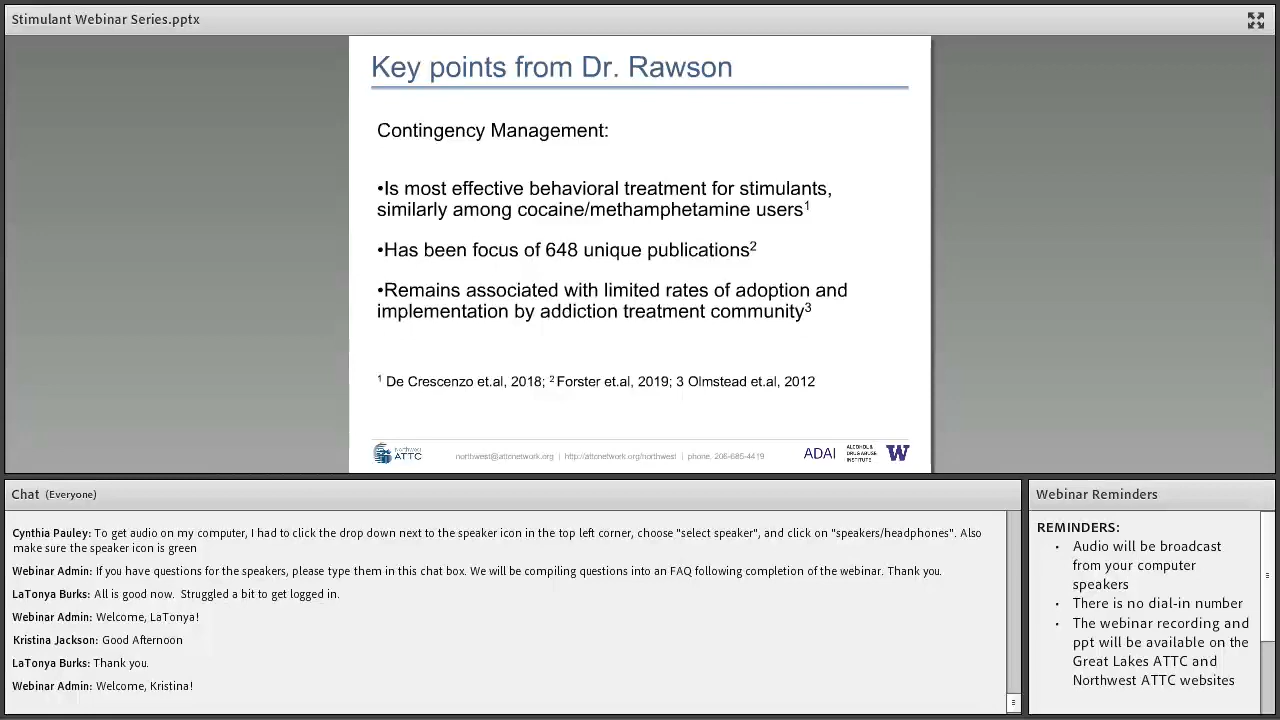 Stimulant Webinar Series.pptx
Key points from Dr. Rawson
Contingency Management:
•Is most effective behavioral treatment for stimulants,
similarly among cocaine/methamphetamine users1
•Has been focus of 648 unique publications2
•Remains associated with limited rates of adoption and
implementation by addiction treatment community3
1 De Crescenzo et.al, 2018; 2 Forster et.al, 2019; 3 Olmstead et.al, 2012
Northwest
ATTC
northwest@attcnetwork.org | http://attcnetwork.org/northwest | phone. 206-685-4419
ADAI
ALCOHOL &
DRUG ABUSE
INSTITUTE
W
Chat (Everyone)
Cynthia Pauley: To get audio on my computer, I had to click the drop down next to the speaker icon in the top left corner, choose "select speaker", and click on "speakers/headphones". Also
make sure the speaker icon is green
Webinar Admin: If you have questions for the speakers, please type them in this chat box. We will be compiling questions into an FAQ following completion of the webinar. Thank you.
LaTonya Burks: All is good now. Struggled a bit to get logged in.
Webinar Admin: Welcome, LaTonya!
Kristina Jackson: Good Afternoon
LaTonya Burks: Thank you.
Webinar Admin: Welcome, Kristina!
Webinar Reminders
REMINDERS:
• Audio will be broadcast
from your computer
speakers
• There is no dial-in number
• The webinar recording and
ppt will be available on the
Great Lakes ATTC and
Northwest ATTC websites